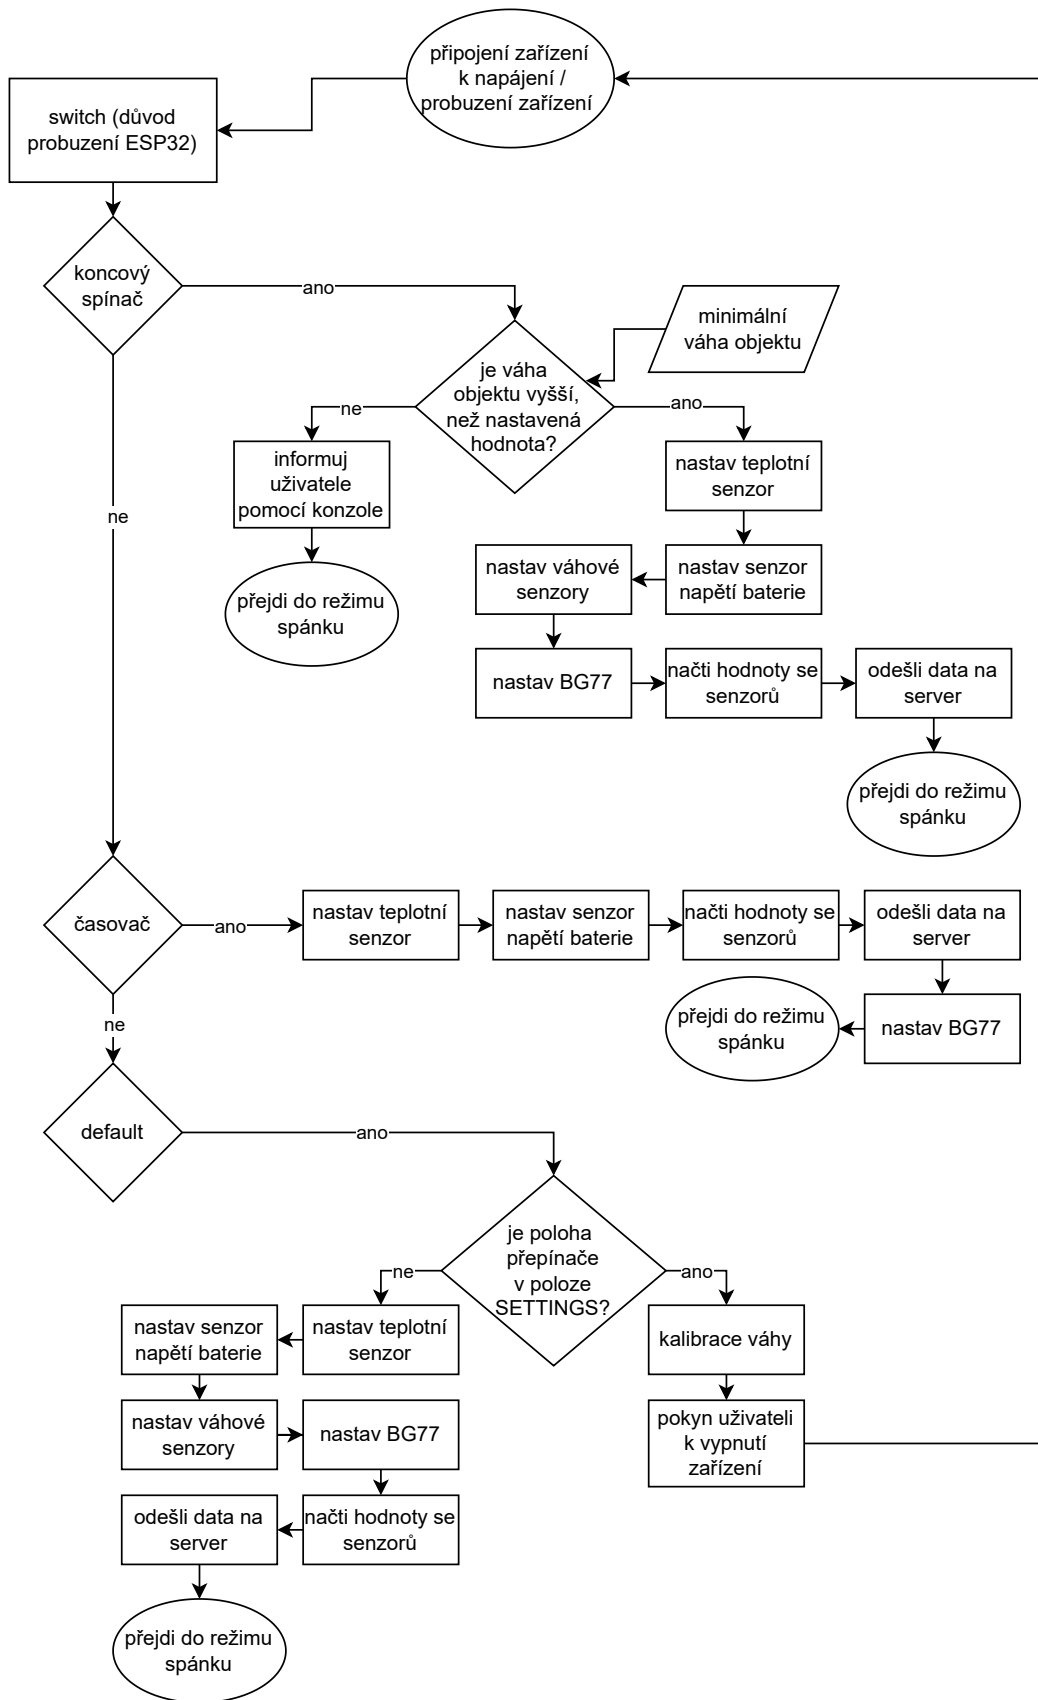 připojení zařízení
k napájení /
probuzení zařízení
switch (důvod
probuzení ESP32)
koncový
spínač
ano
minimální
váha objektu
je váha
objektu vyšší,
než nastavená
hodnota?
ne
ano
informuj
uživatele
pomocí konzole
nastav teplotní
senzor
ne
přejdi do režimu
spánku
nastav váhové
senzory
nastav senzor
napětí baterie
nastav BG77
načti hodnoty se
senzorů
odešli data na
server
přejdi do režimu
spánku
časovač
ano
nastav teplotní
senzor
nastav senzor
napětí baterie
načti hodnoty se
senzorů
odešli data na
server
přejdi do režimu
spánku
nastav BG77
ne
default
ano
je poloha
přepínače
v poloze
SETTINGS?
ne
ano
nastav senzor
napětí baterie
nastav teplotní
senzor
kalibrace váhy
nastav váhové
senzory
nastav BG77
pokyn uživateli
k vypnutí
zařízení
odešli data na
server
načti hodnoty se
senzorů
přejdi do režimu
spánku